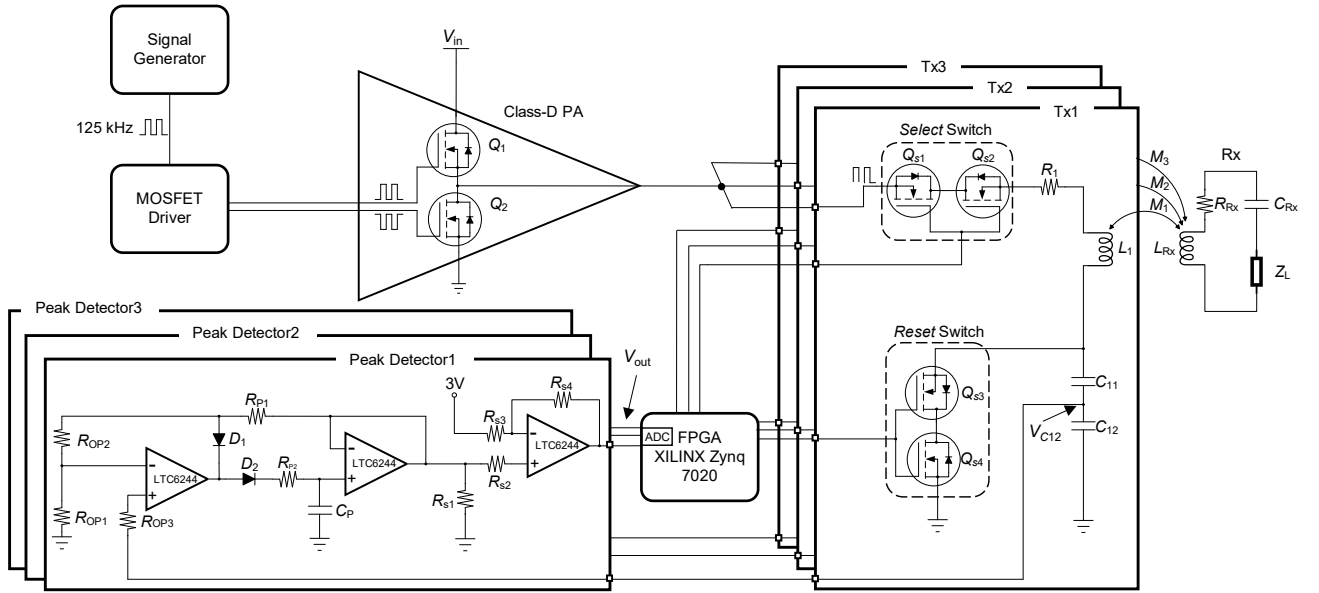 Signal
Generator
125 kHz
MOSFET
Driver
Vin
Class-D PA
Q1
Q2
Tx3
Tx2
Tx1
Select Switch
Qs1
Qs2
R1
L1
M3
M2
M1
Rx
RRx
CRx
LRx
ZL
Reset Switch
Qs3
Qs4
C11
C12
VC12
Peak Detector3
Peak Detector2
Peak Detector1
ROP2
ROP1
ROP3
RP1
D1
D2
RP2
CP
LTC6244
LTC6244
LTC6244
3V
Rs3
Rs4
Rs2
Rs1
Vout
ADC
FPGA
XILINX Zynq
7020